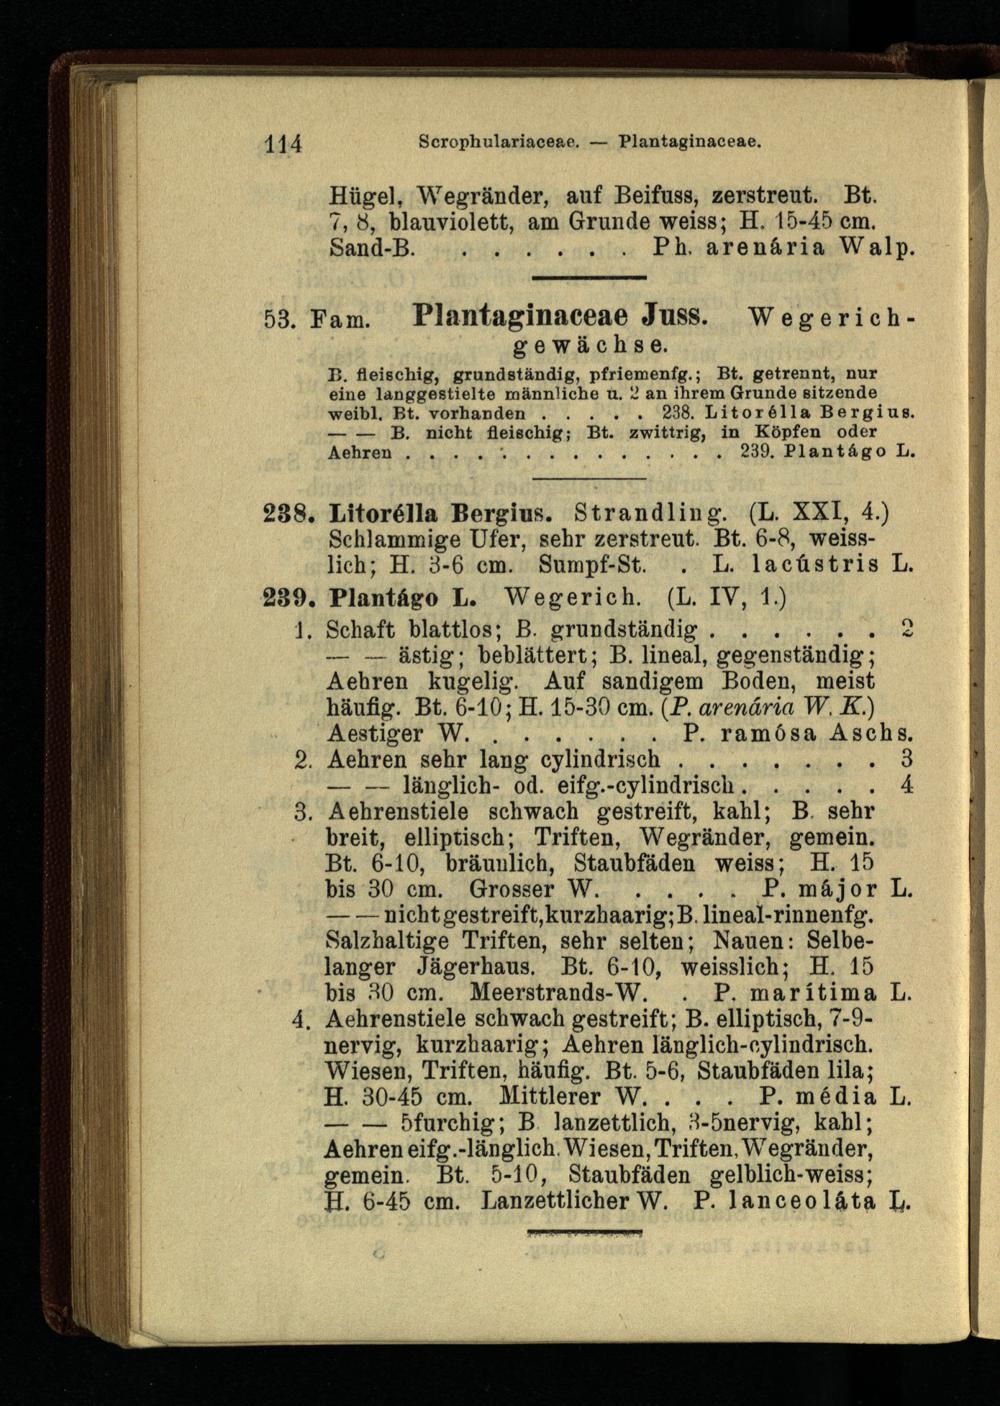 114 Scrophulariaceae. — Plantaginaceae.
Hügel, Wegränder, auf Beifuss, zerstreut. Bt.
7, 8, blauviolett, am Grunde weiss; H. 15-45 cm.
Sand-B. . . . . . . Ph. arenária Walp.
53. Fam. Plantaginaceae Juss. Wegerich-
gewächse.
B. fleischig, grundständig, pfriemenfg.; Bt. getrennt, nur
eine langgestielte männliche u. 2 an ihrem Grunde sitzende
weibl. Bt. vorhanden . . . . . 238. Litorélla Bergius.
— — B. nicht fleischig; Bt. zwittrig, in Köpfen oder
Aehren . . . . . . . . . . . . . . 239. Plantágo L.
238. Litorélla Bergius. Strandling. (L. XXI, 4.)
Schlammige Ufer, sehr zerstreut. Bt. 6-8, weiss-
lich; H. 3-6 cm. Sumpf-St. . L. lacústris L.
239. Plantágo L. Wegerich. (L. IV, 1.)
1. Schaft blattlos; B. grundständig . . . . . . 2
— — ästig; beblättert; B. lineal, gegenständig;
Aehren kugelig. Auf sandigem Boden, meist
häufig. Bt. 6-10; H. 15-30 cm. (P. arenária W. K.)
Aestiger W. . . . . . . . P. ramósa Aschs.
2. Aehren sehr lang cylindrisch . . . . . . . 3
— — länglich- od. eifg.-cylindrisch . . . . . 4
3. Aehrenstiele schwach gestreift, kahl; B. sehr
breit, elliptisch; Triften, Wegränder, gemein.
Bt. 6-10, bräunlich, Staubfäden weiss; H. 15
bis 30 cm. Grosser W. . . . . . P. májor L.
— — nicht gestreift, kurzhaarig; B. lineal-rinnenfg.
Salzhaltige Triften, sehr selten; Nauen: Selbe-
langer Jägerhaus. Bt. 6-10, weisslich; H. 15
bis 30 cm. Meerstrands-W. . P. marítima L.
4. Aehrenstiele schwach gestreift; B. elliptisch, 7-9-
nervig, kurzhaarig; Aehren länglich-cylindrisch.
Wiesen, Triften, häufig. Bt. 5-6, Staubfäden lila;
H. 30-45 cm. Mittlerer W. . . . P. média L.
— — 5furchig; B lanzettlich, 3-5nervig, kahl;
Aehren eifg.-länglich. Wiesen, Triften, Wegränder,
gemein. Bt. 5-10, Staubfäden gelblich-weiss;
H. 6-45 cm. Lanzettlicher W. P. lanceoláta L.